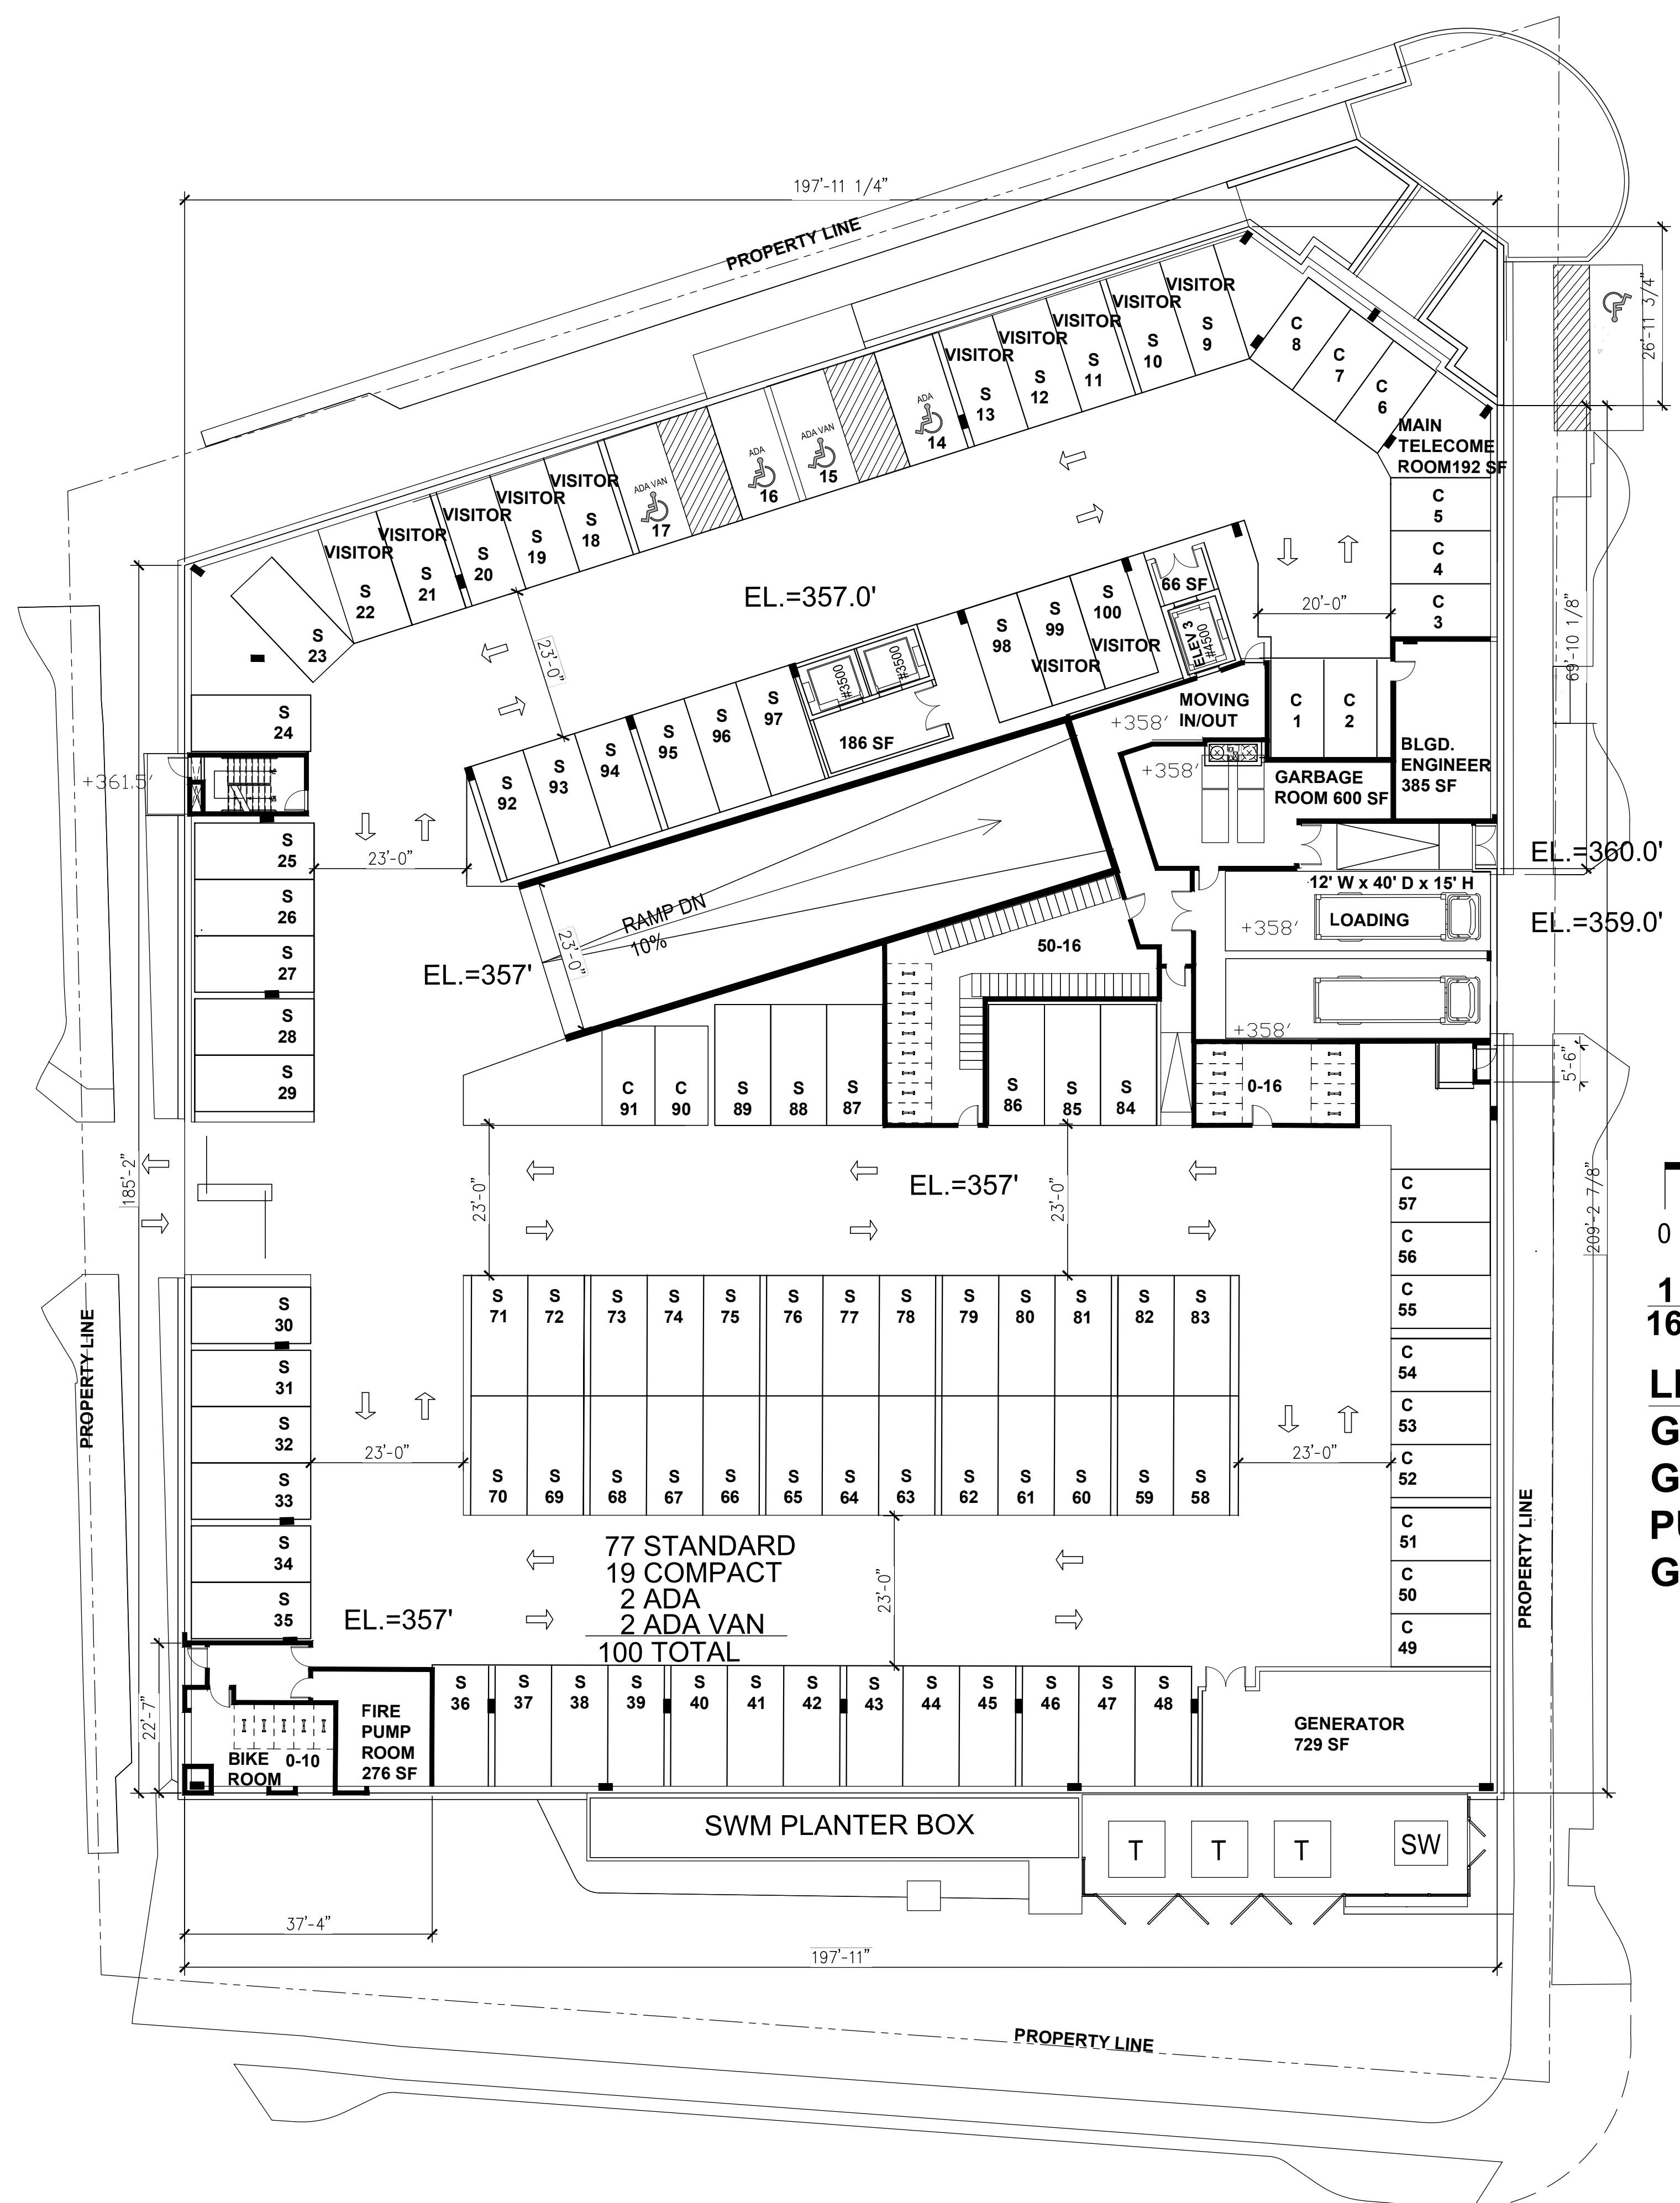 197'-11 1/4"
PROPERTY LINE
26'-11 3/4"
VISITOR
S
9
VISITOR
S
10
VISITOR
S
11
VISITOR
S
12
VISITOR
S
13
ADA
14
ADA VAN
15
ADA
16
ADA VAN
17
VISITOR
S
18
VISITOR
S
19
VISITOR
S
20
VISITOR
S
21
VISITOR
S
22
S
23
S
24
C
8
C
7
C
6
MAIN
TELECOME
ROOM192 SF
C
5
C
4
C
3
20'-0"
69'-10 1/8"
EL.=357.0'
23'-0"
66 SF
ELEV 3
#4500
S
100
VISITOR
S
99
VISITOR
S
98
#3500
#3500
186 SF
S
97
S
96
S
95
S
94
S
93
S
92
MOVING
IN/OUT
+358'
C
1
C
2
BLGD.
ENGINEER
385 SF
+358'
GARBAGE
ROOM 600 SF
+361.5'
EL.=360.0'
12' W x 40' D x 15' H
LOADING
+358'
EL.=359.0'
+358'
S
25
S
26
S
27
S
28
S
29
23'-0"
RAMP DN
10%
23'-0"
EL.=357'
50-16
C
91
C
90
S
89
S
88
S
87
S
86
S
85
S
84
0-16
5'-6"
185'-2"
23'-0"
EL.=357'
23'-0"
209'-2 7/8"
0
1
16
LE
G
G
PU
G
C
57
C
56
C
55
C
54
C
53
C
52
C
51
C
50
C
49
S
71
S
72
S
73
S
74
S
75
S
76
S
77
S
78
S
79
S
80
S
81
S
82
S
83
S
70
S
69
S
68
S
67
S
66
S
65
S
64
S
63
S
62
S
61
S
60
S
59
S
58
S
30
S
31
S
32
S
33
S
34
S
35
PROPERTY LINE
23'-0"
23'-0"
PROPERTY LINE
77 STANDARD
19 COMPACT
2 ADA
2 ADA VAN
100 TOTAL
23'-0"
EL.=357'
22'-7"
BIKE
ROOM
0-10
FIRE
PUMP
ROOM
276 SF
S
36
S
37
S
38
S
39
S
40
S
41
S
42
S
43
S
44
S
45
S
46
S
47
S
48
GENERATOR
729 SF
SWM PLANTER BOX
T
T
T
SW
37'-4"
197'-11"
PROPERTY LINE